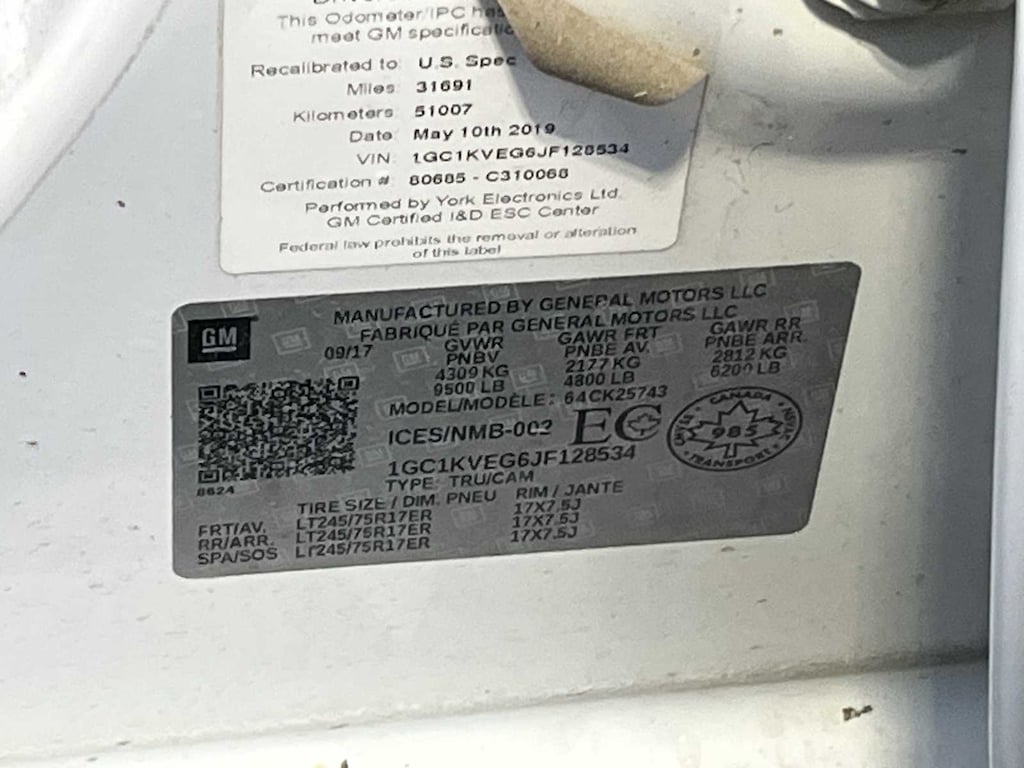 This Odometer/IPC has
meet GM specificatio
Recalibrated to: U.S. Spec
Miles: 31691
Kilometers: 51007
Date: May 10th 2019
VIN: 1GC1KVEG6JF128534
Certification #: 80685 - C310068
Performed by York Electronics Ltd.
GM Certified I&D ESC Center
Federal law prohibits the removal or alteration
of this label
GM
MANUFACTURED BY GENERAL MOTORS LLC
FABRIQUÉ PAR GENERAL MOTORS LLC
09/17 GVWR GAWR FRT GAWR RR
PNBV PNBE AV. PNBE ARR.
4309 KG 2177 KG 2812 KG
9500 LB 4800 LB 6200 LB
MODEL/MODÈLE: 64CK25743
ICES/NMB-002 EC
CANADA
985
TRANSPORT
1GC1KVEG6JF128534
TYPE: TRU/CAM
8624
TIRE SIZE / DIM. PNEU RIM / JANTE
FRT/AV. LT245/75R17ER 17X7.5J
RR/ARR. LT245/75R17ER 17X7.5J
SPA/SOS LT245/75R17ER 17X7.5J